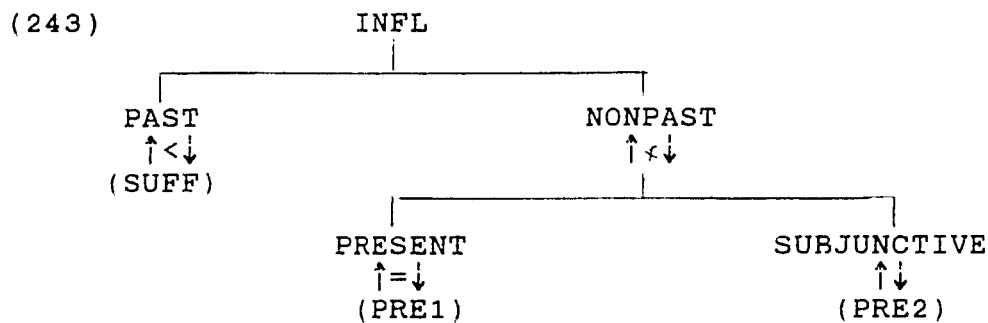 (243) INFL
PAST NONPAST
↑<↓ ↑≮↓
(SUFF)
PRESENT SUBJUNCTIVE
↑=↓ ↑↓
(PRE1) (PRE2)